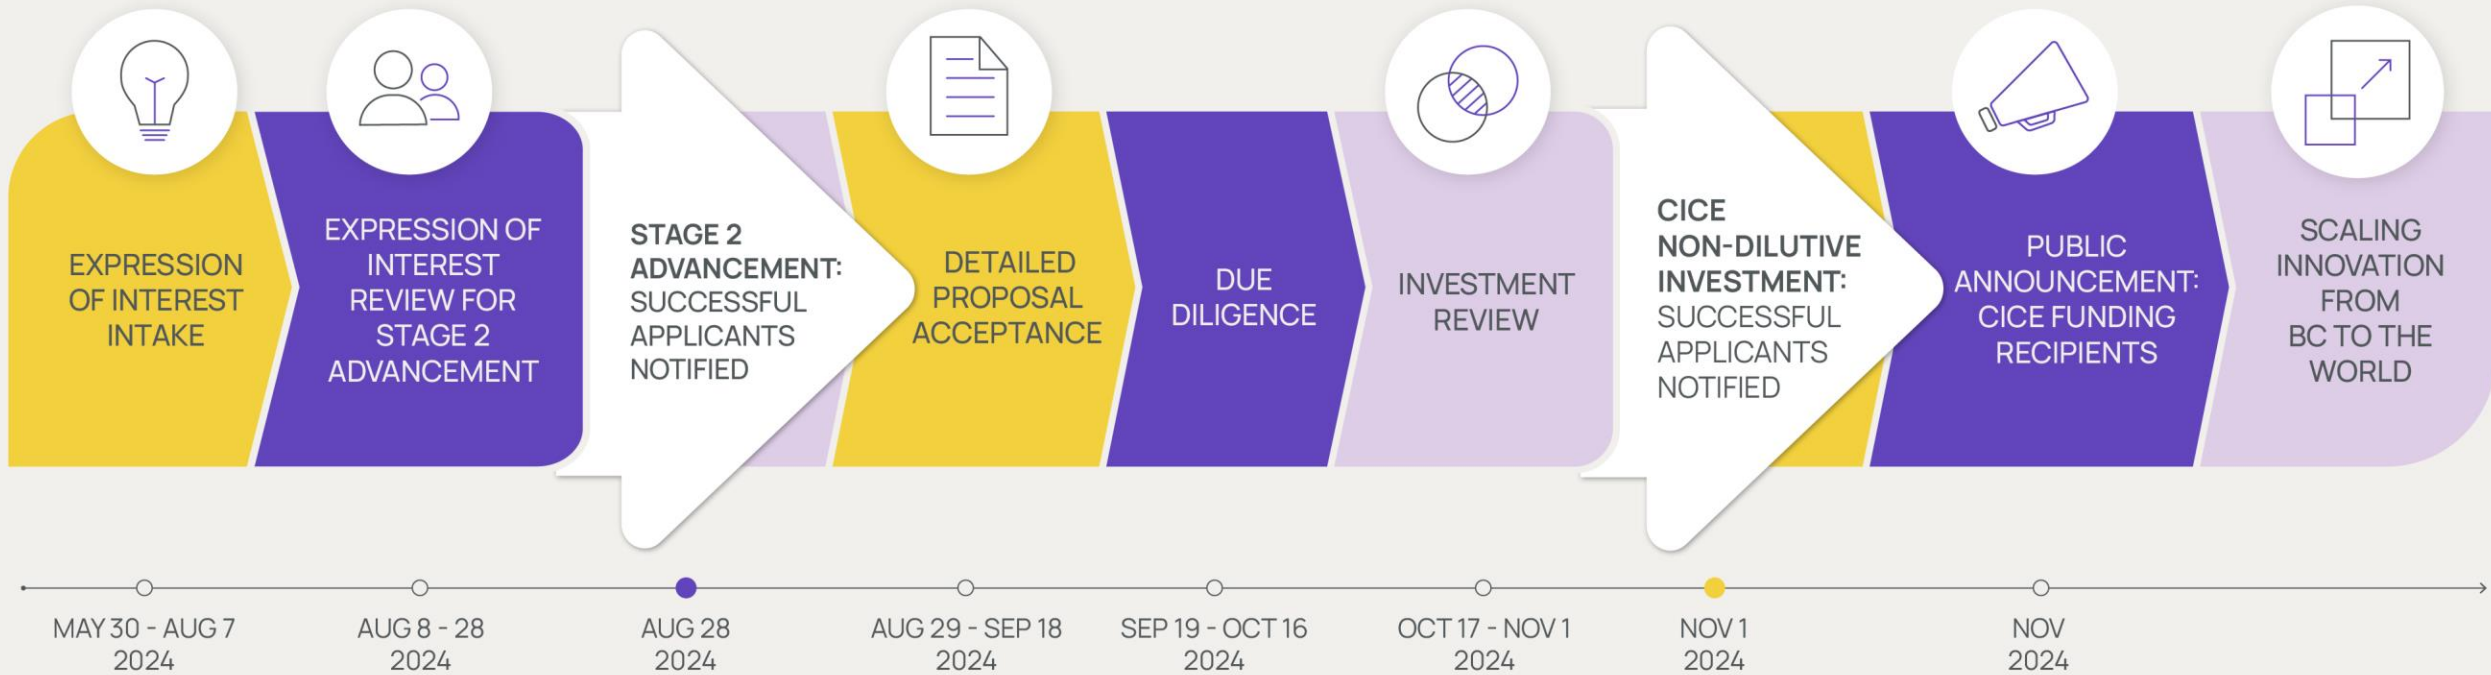 EXPRESSION
OF INTEREST
INTAKE
EXPRESSION OF
INTEREST
REVIEW FOR
STAGE 2
ADVANCEMENT
STAGE 2
ADVANCEMENT:
SUCCESSFUL
APPLICANTS
NOTIFIED
DETAILED
PROPOSAL
ACCEPTANCE
DUE
DILIGENCE
INVESTMENT
REVIEW
CICE
NON-DILUTIVE
INVESTMENT:
SUCCESSFUL
APPLICANTS
NOTIFIED
PUBLIC
ANNOUNCEMENT:
CICE FUNDING
RECIPIENTS
SCALING
INNOVATION
FROM
BC TO THE
WORLD
MAY 30 - AUG 7
2024
AUG 8 - 28
2024
AUG 28
2024
AUG 29 - SEP 18
2024
SEP 19 - OCT 16
2024
OCT 17 - NOV 1
2024
NOV 1
2024
NOV
2024